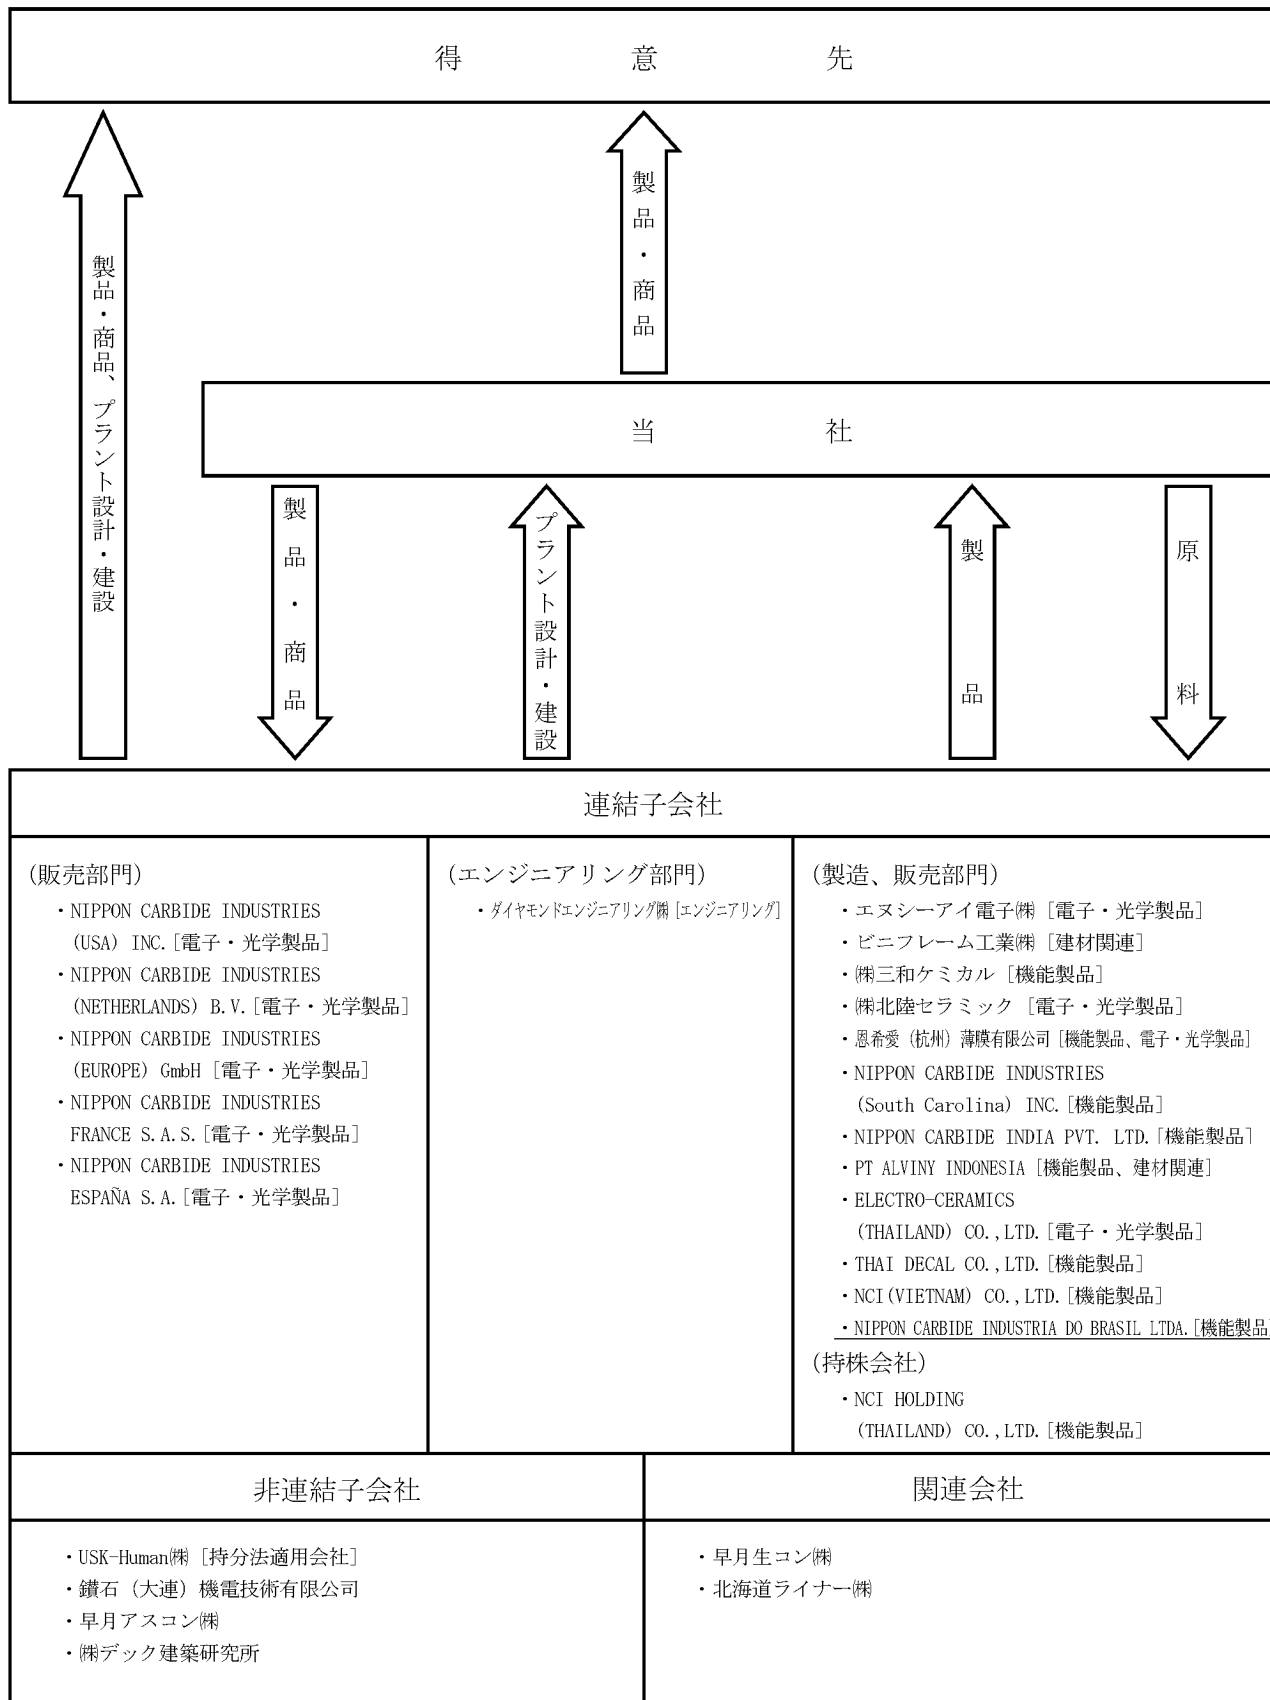 得意先
製品・商品
製品・商品、プラント設計・建設
当社
製品・商品
プラント設計・建設
製品
原料
連結子会社
(販売部門)
・NIPPON CARBIDE INDUSTRIES
(USA) INC.[電子・光学製品]
・NIPPON CARBIDE INDUSTRIES
(NETHERLANDS) B.V.[電子・光学製品]
・NIPPON CARBIDE INDUSTRIES
(EUROPE) GmbH [電子・光学製品]
・NIPPON CARBIDE INDUSTRIES
FRANCE S.A.S.[電子・光学製品]
・NIPPON CARBIDE INDUSTRIES
ESPAÑA S.A.[電子・光学製品]
(エンジニアリング部門)
・ダイヤモンドエンジニアリング㈱ [エンジニアリング]
(製造、販売部門)
・エヌシーアイ電子㈱ [電子・光学製品]
・ビニフレーム工業㈱ [建材関連]
・㈱三和ケミカル [機能製品]
・㈱北陸セラミック [電子・光学製品]
・恩希愛（杭州）薄膜有限公司 [機能製品、電子・光学製品]
・NIPPON CARBIDE INDUSTRIES
(South Carolina) INC.[機能製品]
・NIPPON CARBIDE INDIA PVT. LTD.[機能製品]
・PT ALVINY INDONESIA [機能製品、建材関連]
・ELECTRO-CERAMICS
(THAILAND) CO.,LTD.[電子・光学製品]
・THAI DECAL CO.,LTD.[機能製品]
・NCI(VIETNAM) CO.,LTD.[機能製品]
・NIPPON CARBIDE INDUSTRIA DO BRASIL LTDA.[機能製品]
(持株会社)
・NCI HOLDING
(THAILAND) CO.,LTD.[機能製品]
非連結子会社
・USK-Human㈱ [持分法適用会社]
・鑚石（大連）機電技術有限公司
・早月アスコン㈱
・㈱デック建築研究所
関連会社
・早月生コン㈱
・北海道ライナー㈱